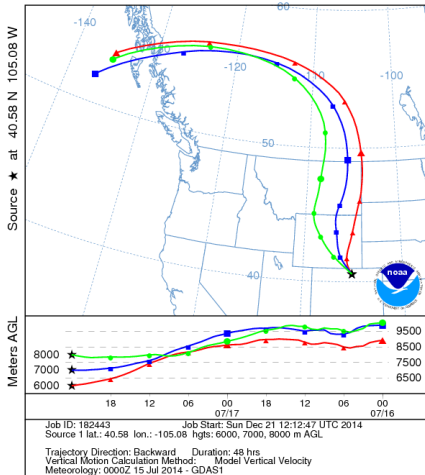 -140
60
-120
-110
-100
50
40
noaa
Source ★ at 40.58 N 105.08 W
Meters AGL
8000
7000
6000
9500
8500
7500
6500
18 12 06 00 18 12 06 00
07/17 07/16
Job ID: 182443 Job Start: Sun Dec 21 12:12:47 UTC 2014
Source 1 lat.: 40.58 lon.: -105.08 hgts: 6000, 7000, 8000 m AGL
Trajectory Direction: Backward Duration: 48 hrs
Vertical Motion Calculation Method: Model Vertical Velocity
Meteorology: 0000Z 15 Jul 2014 - GDAS1